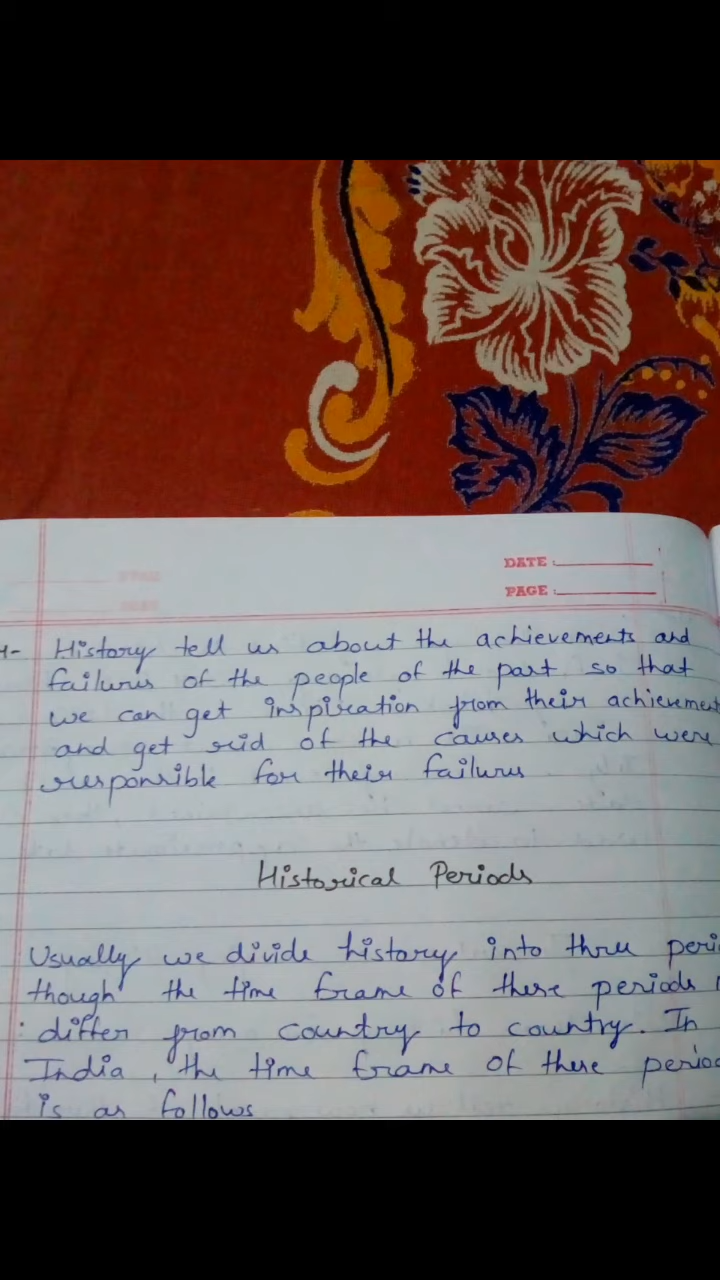 DATE :
PAGE :
History tell us about the achievements and
failures of the people of the past so that
we can get inspiration from their achievement
and get rid of the causes which were
responsible for their failures
Historical Periods
Usually we divide history into three peri
though the time frame of these periods
differ from country to country. In
India, the time frame of these period
is as follows